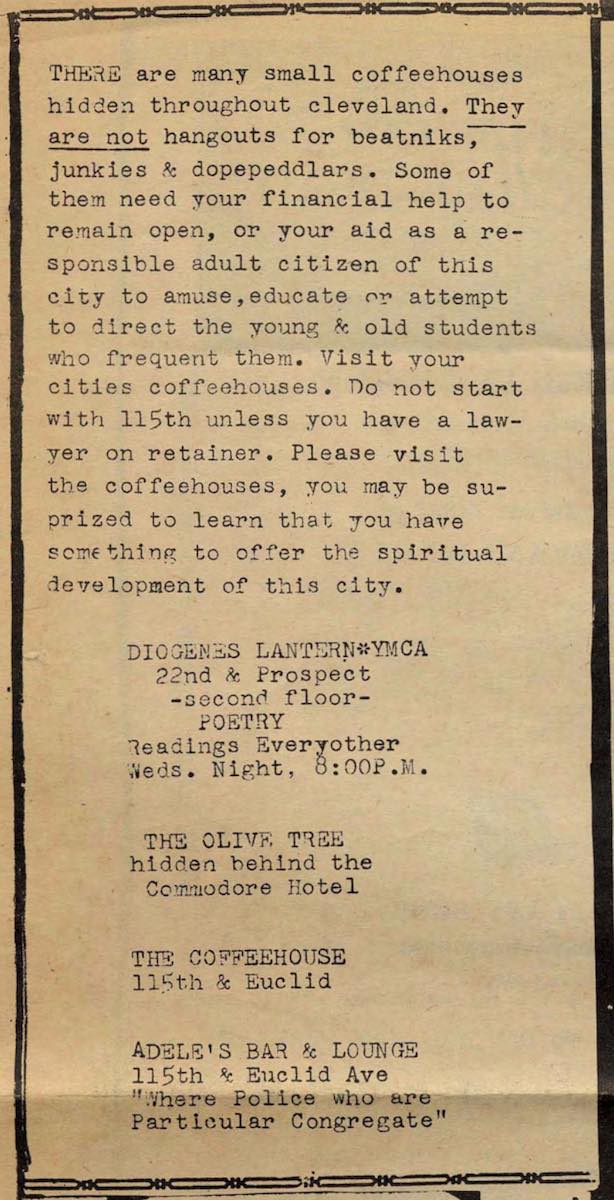 THERE are many small coffeehouses
hidden throughout cleveland. They
are not hangouts for beatniks,
junkies & dopepeddlars. Some of
them need your financial help to
remain open, or your aid as a re-
sponsible adult citizen of this
city to amuse,educate or attempt
to direct the young & old students
who frequent them. Visit your
cities coffeehouses. Do not start
with 115th unless you have a law-
yer on retainer. Please visit
the coffeehouses, you may be su-
prized to learn that you have
something to offer the spiritual
development of this city.
DIOGENES LANTERN*YMCA
22nd & Prospect
-second floor-
POETRY
Readings Everyother
Weds. Night, 8:00P.M.
THE OLIVE TREE
hidden behind the
Commodore Hotel
THE COFFEEHOUSE
115th & Euclid
ADELE'S BAR & LOUNGE
115th & Euclid Ave
"Where Police who are
Particular Congregate"